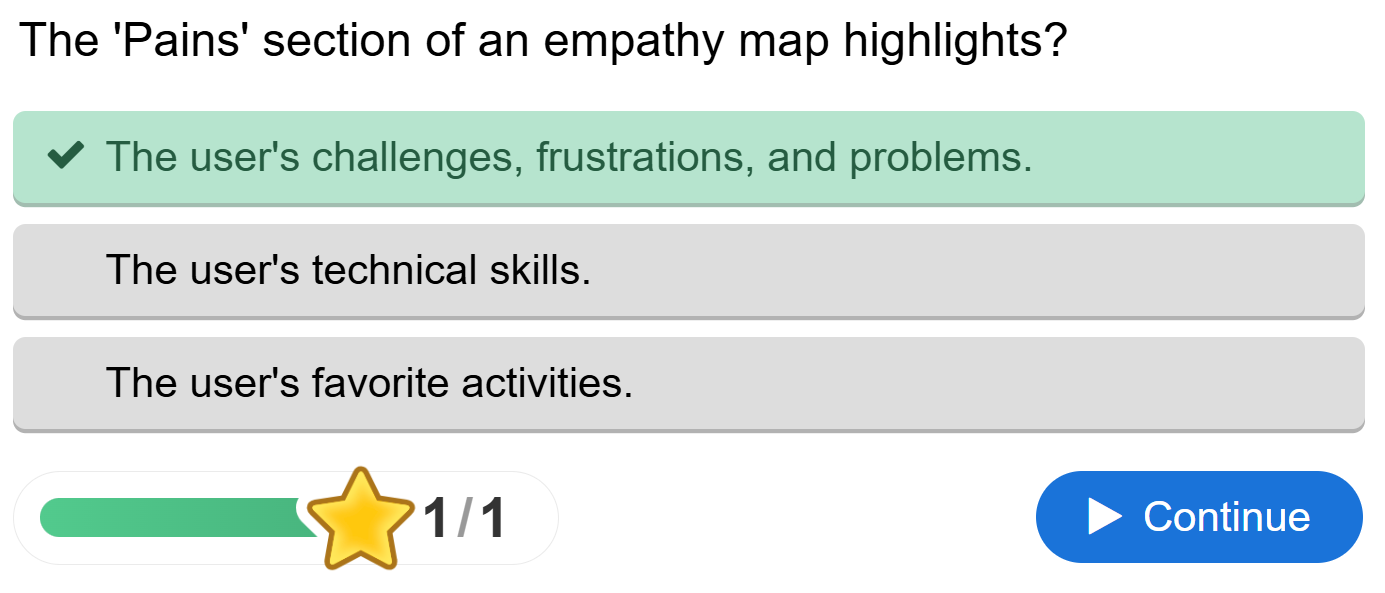 The 'Pains' section of an empathy map highlights?
The user's challenges, frustrations, and problems.
The user's technical skills.
The user's favorite activities.
1/1
Continue